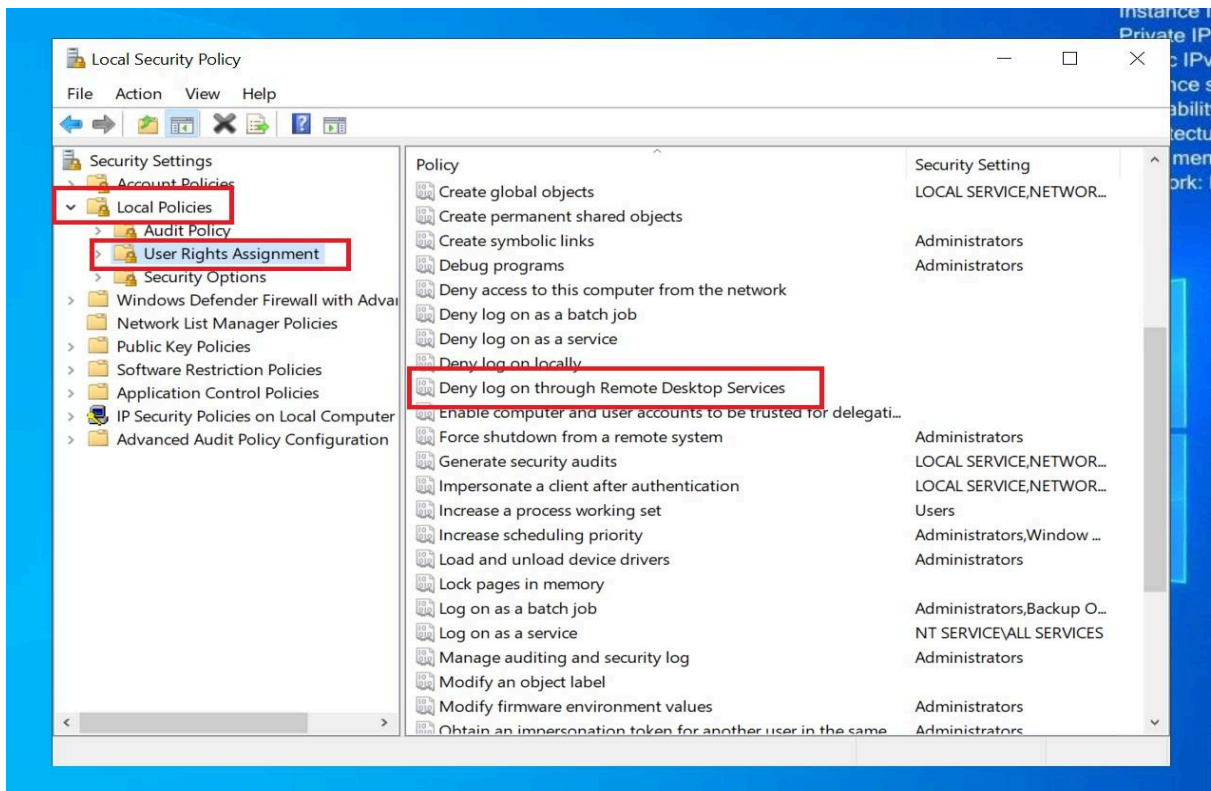 Instance
Private IP
Local Security Policy
IPv
File Action View Help
Security Settings
Account Policies
Local Policies
Audit Policy
User Rights Assignment
Security Options
Windows Defender Firewall with Advar
Network List Manager Policies
Public Key Policies
Software Restriction Policies
Application Control Policies
IP Security Policies on Local Computer
Advanced Audit Policy Configuration
Policy Security Setting
Create global objects LOCAL SERVICE,NETWOR...
Create permanent shared objects
Create symbolic links Administrators
Debug programs Administrators
Deny access to this computer from the network
Deny log on as a batch job
Deny log on as a service
Deny log on locally
Deny log on through Remote Desktop Services
Enable computer and user accounts to be trusted for delegati...
Force shutdown from a remote system Administrators
Generate security audits LOCAL SERVICE,NETWOR...
Impersonate a client after authentication LOCAL SERVICE,NETWOR...
Increase a process working set Users
Increase scheduling priority Administrators,Window ...
Load and unload device drivers Administrators
Lock pages in memory
Log on as a batch job Administrators,Backup O...
Log on as a service NT SERVICE\ALL SERVICES
Manage auditing and security log Administrators
Modify an object label
Modify firmware environment values Administrators
Obtain an impersonation token for another user in the same Administrators